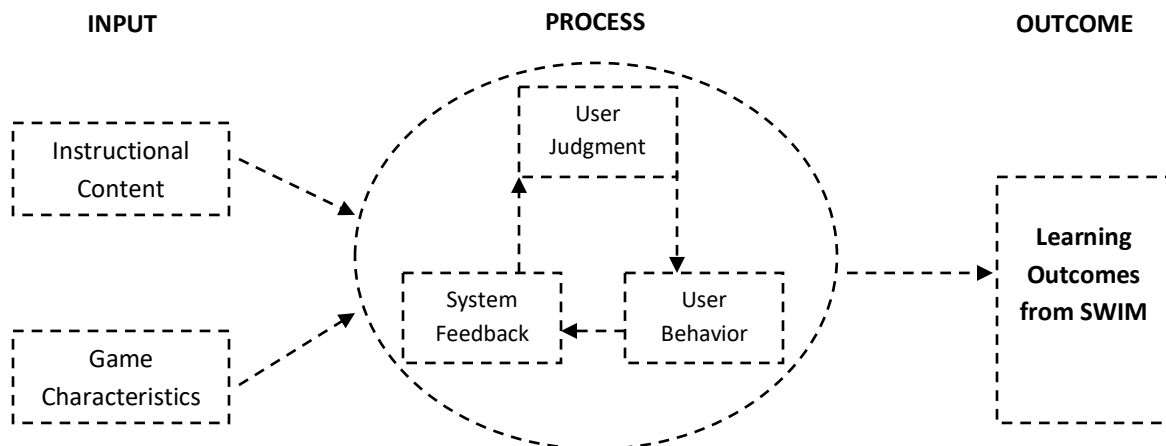 INPUT
PROCESS
OUTCOME
Instructional
Content
Game
Characteristics
User
Judgment
System
Feedback
User
Behavior
Learning
Outcomes
from SWIM